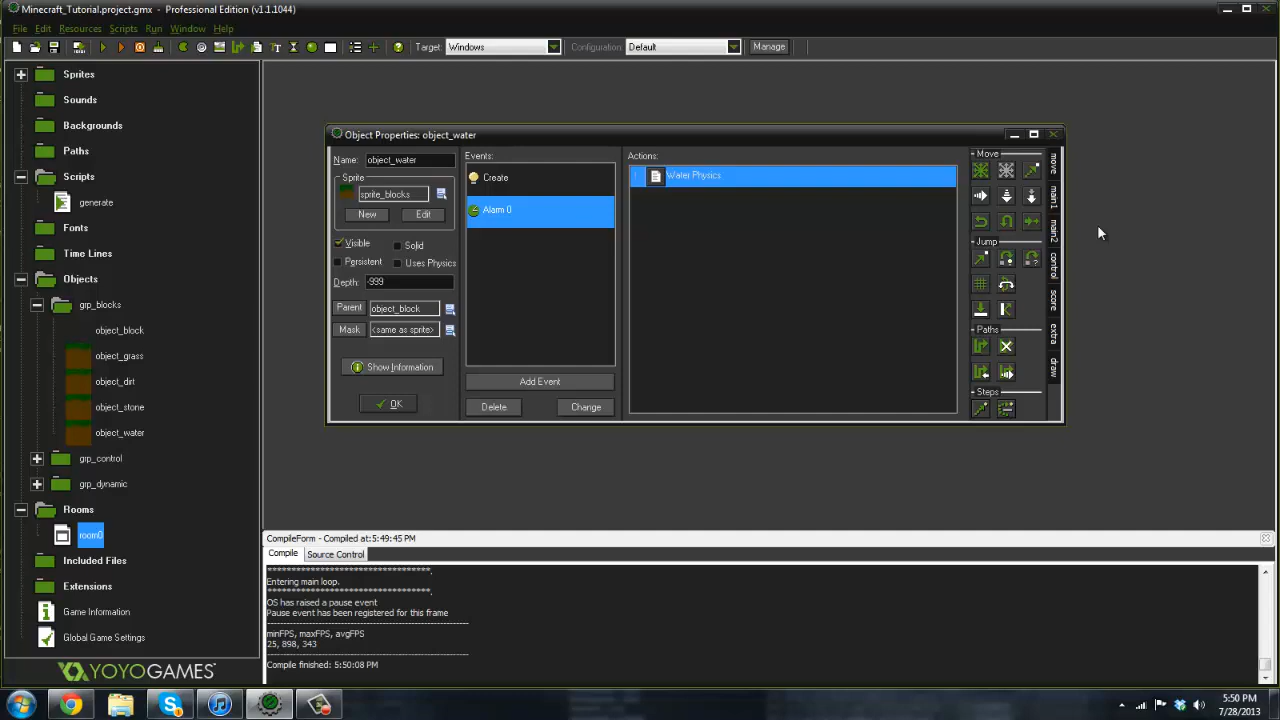 Minecraft_Tutorial.project.gmx - Professional Edition (v1.1.1044)
File Edit Resources Scripts Run Window Help
Target: Windows Configuration: Default Manage
Sprites
Sounds
Backgrounds
Paths
Scripts
generate
Fonts
Time Lines
Objects
grp_blocks
object_block
object_grass
object_dirt
object_stone
object_water
grp_control
grp_dynamic
Rooms
room0
Included Files
Extensions
Game Information
Global Game Settings
YOYOGAMES™
Object Properties: object_water
Name: object_water
Sprite
sprite_blocks
New Edit
Visible Solid
Persistent Uses Physics
Depth: -999
Parent object_block
Mask <same as sprite>
Show Information
OK
Events:
Create
Alarm 0
Add Event
Delete Change
Actions:
Water Physics
Move
Jump
Paths
Steps
move
main1
main2
control
score
extra
draw
CompileForm - Compiled at:5:49:45 PM
Compile Source Control
***********************************.
Entering main loop.
***********************************.
OS has raised a pause event
Pause event has been registered for this frame
minFPS, maxFPS, avgFPS
25, 898, 343
Compile finished: 5:50:08 PM
5:50 PM
7/28/2013